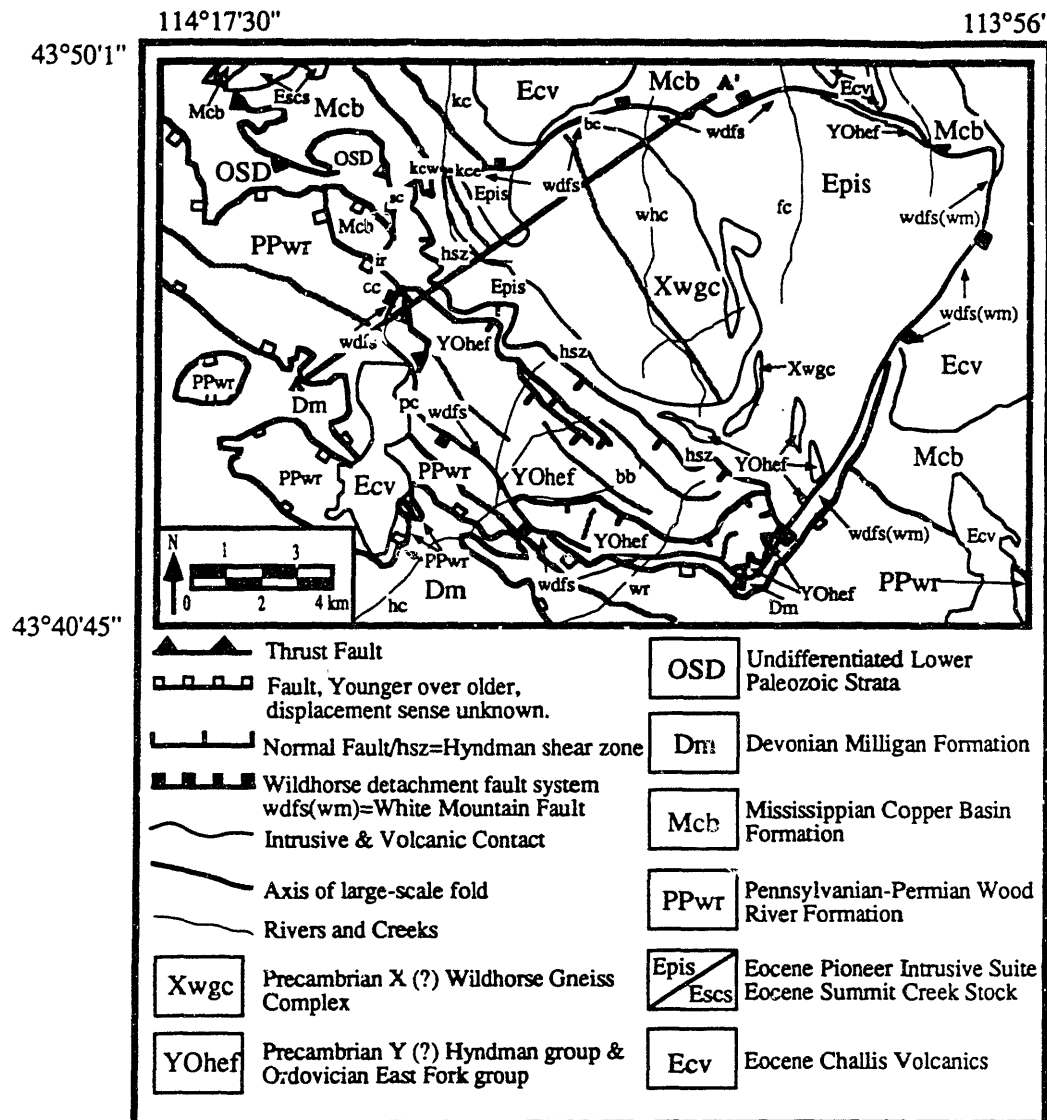 114°17'30"
113°56'
43°50'1"
Ecv
Mcb
A'
Ecv
Escs
Mcb
Mcb
kc
bc
wdfs
YOhef
Mcb
OSD
OSD
kcw
kce
wdfs
Epis
Epis
sc
whc
fc
wdfs(wm)
Mcb
PPwr
hsz
ir
cc
Epis
Xwgc
wdfs(wm)
wdfs
YOhef
hsz
Xwgc
Ecv
PPwr
A
Dm
pc
wdfs
hsz
YOhef
Mcb
PPwr
PPwr
YOhef
bb
Ecv
Ecv
YOhef
wdfs(wm)
N
1 3
0 2 4 km
PPwr
wdfs
wr
YOhef
PPwr
hc
Dm
Dm
43°40'45"
Thrust Fault
Fault, Younger over older,
displacement sense unknown.
Normal Fault/hsz=Hyndman shear zone
Wildhorse detachment fault system
wdfs(wm)=White Mountain Fault
Intrusive & Volcanic Contact
Axis of large-scale fold
Rivers and Creeks
Xwgc
Precambrian X (?) Wildhorse Gneiss
Complex
YOhef
Precambrian Y (?) Hyndman group &
Ordovician East Fork group
OSD
Undifferentiated Lower
Paleozoic Strata
Dm
Devonian Milligan Formation
Mcb
Mississippian Copper Basin
Formation
PPwr
Pennsylvanian-Permian Wood
River Formation
Epis
Escs
Eocene Pioneer Intrusive Suite
Eocene Summit Creek Stock
Ecv
Eocene Challis Volcanics